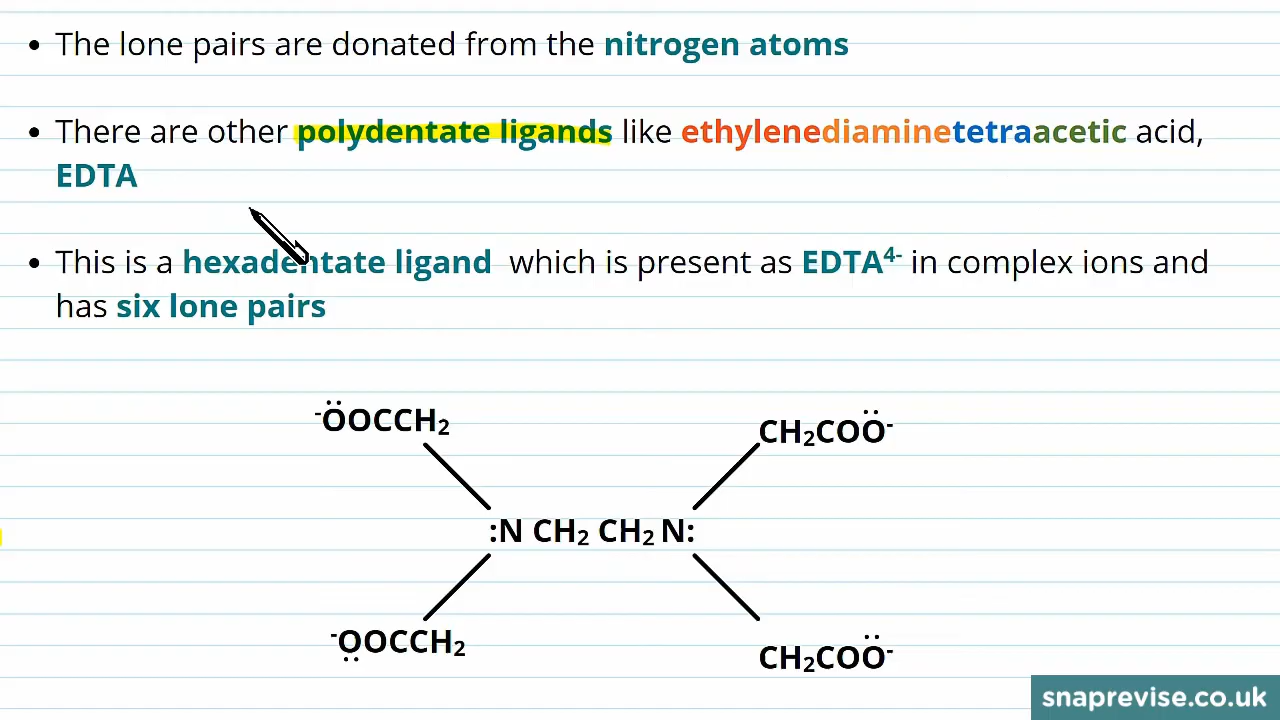 • The lone pairs are donated from the nitrogen atoms
• There are other polydentate ligands like ethylenediaminetetraacetic acid,
EDTA
• This is a hexadentate ligand which is present as EDTA⁴⁻ in complex ions and
has six lone pairs
⁻ÖOCCH₂
CH₂COÖ⁻
:N CH₂ CH₂ N:
⁻OOCCH₂
CH₂COÖ⁻
snaprevise.co.uk